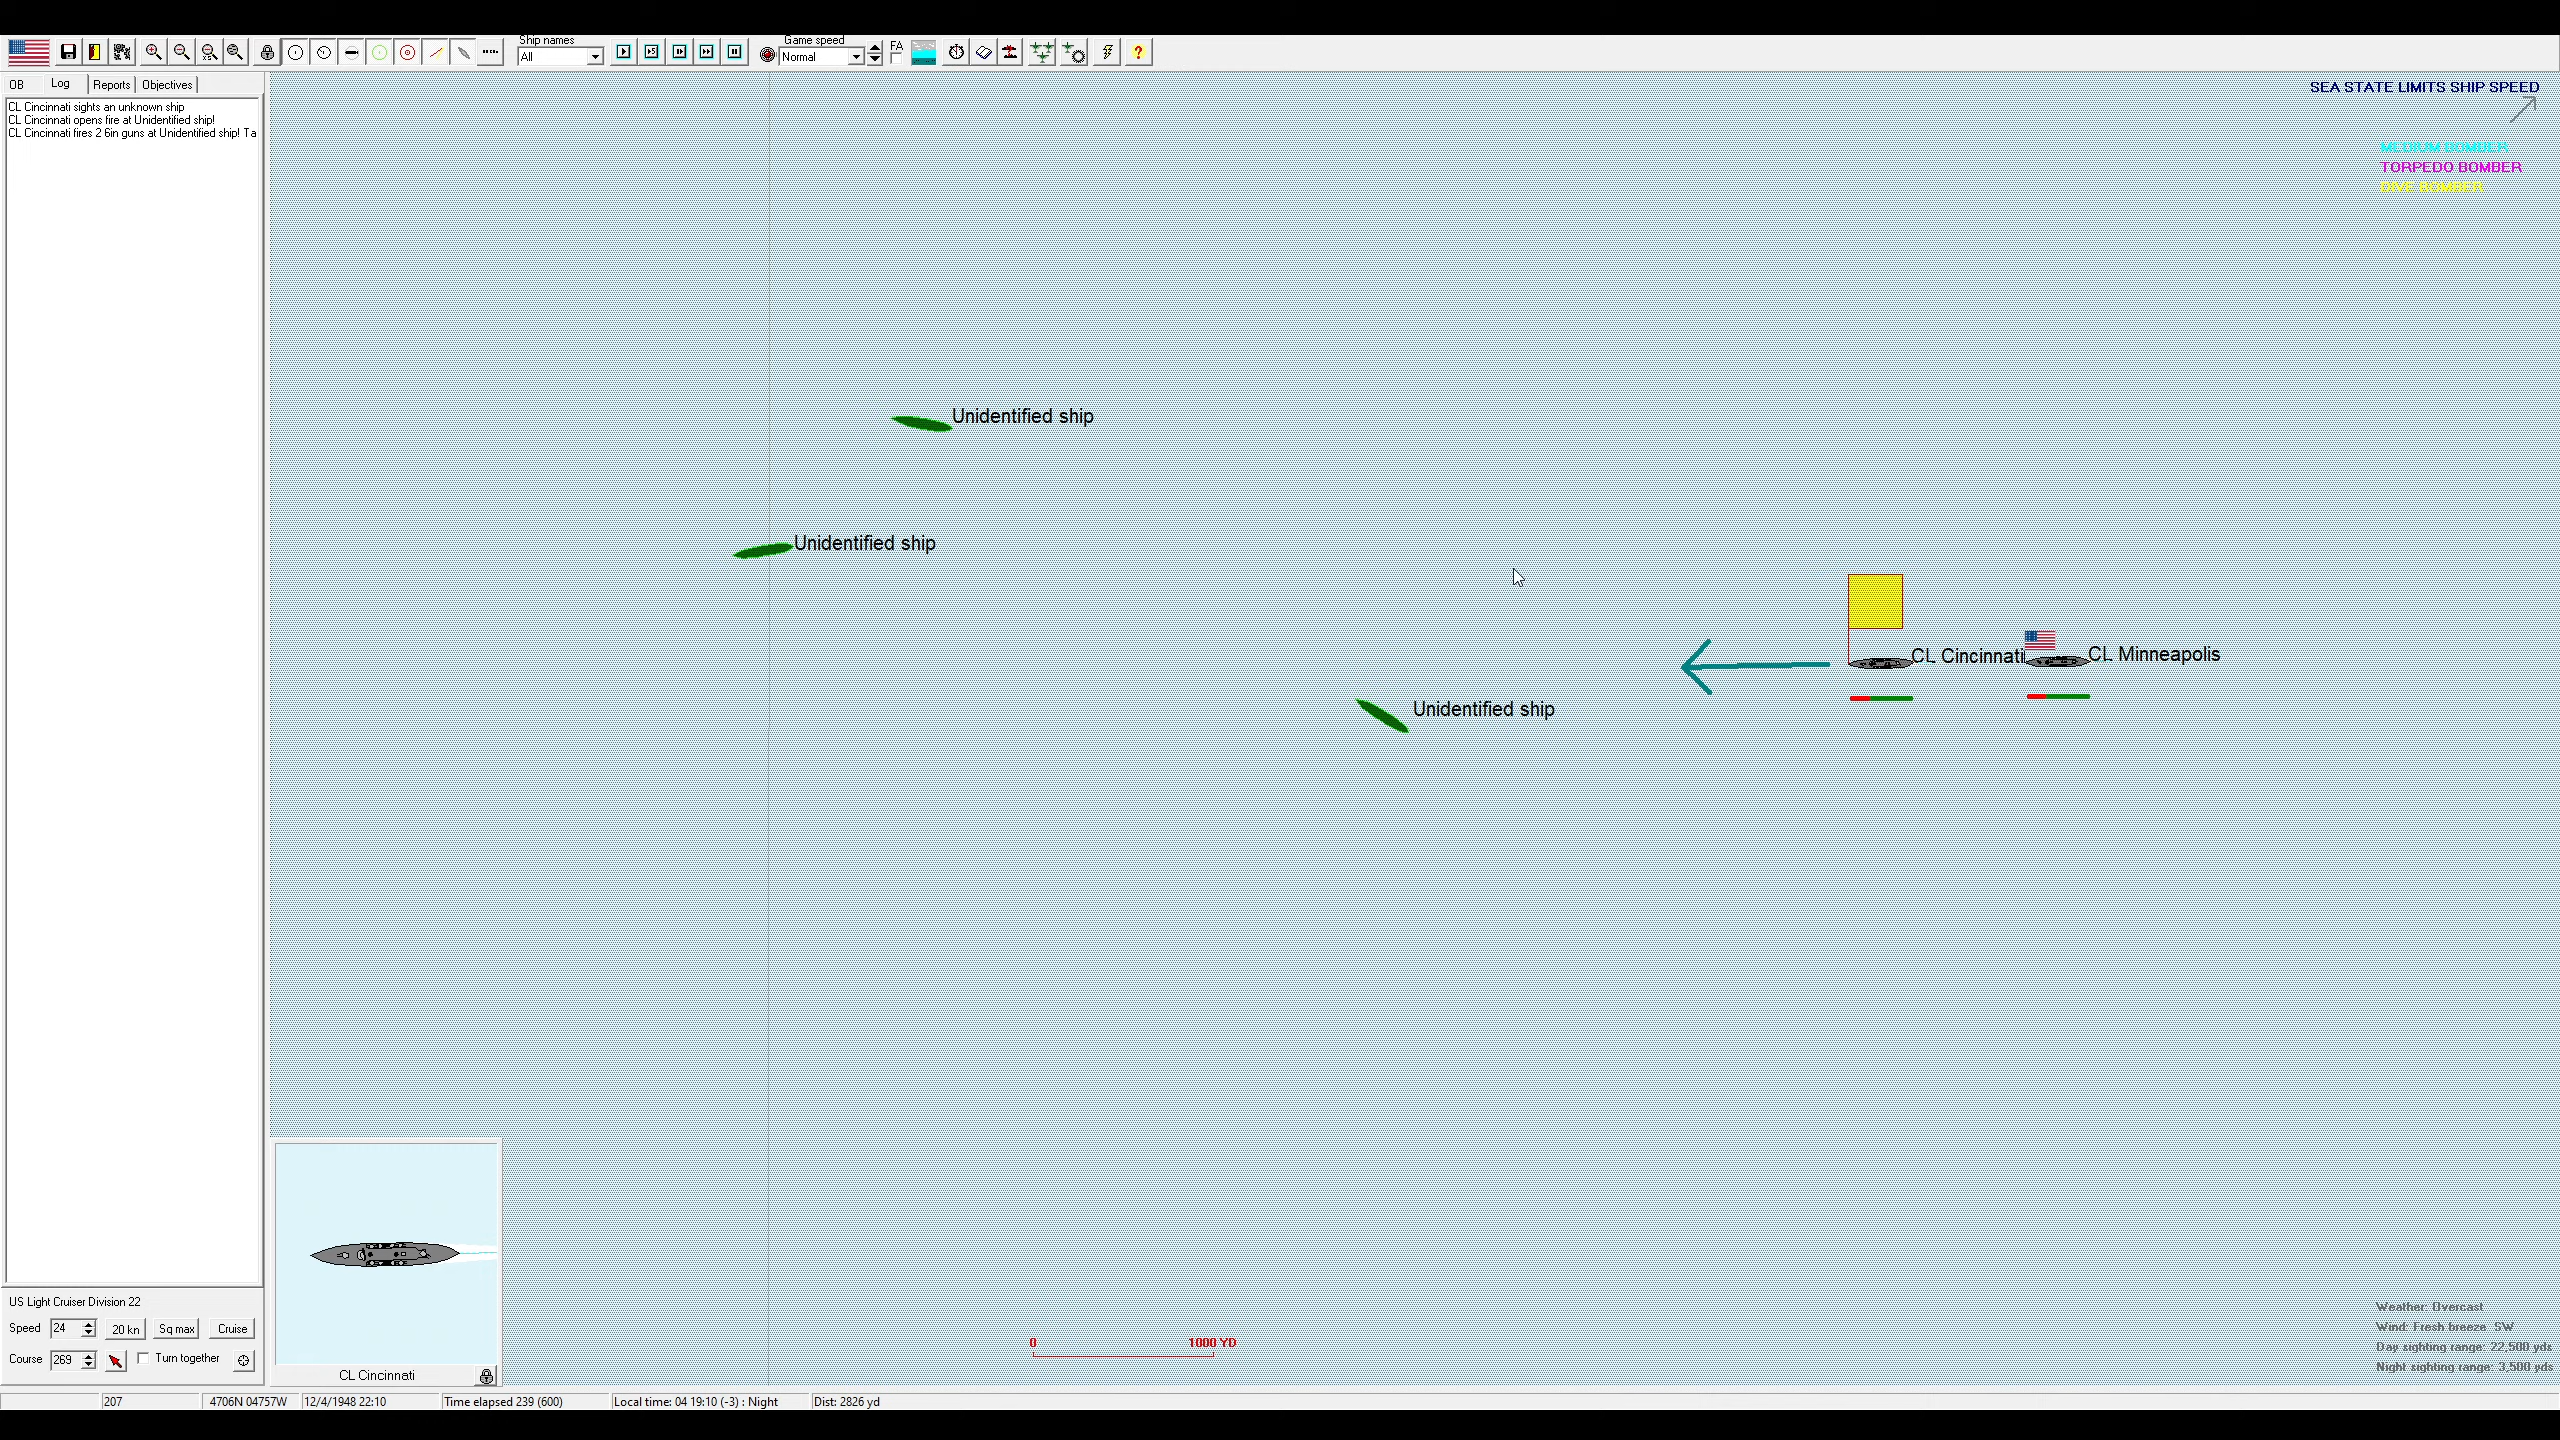 Ship names
Game speed
FA
All
Normal
OB
Log
Reports
Objectives
CL Cincinnati sights an unknown ship
CL Cincinnati opens fire at Unidentified ship!
CL Cincinnati fires 2 6in guns at Unidentified ship! Ta
SEA STATE LIMITS SHIP SPEED
MEDIUM BOMBER
TORPEDO BOMBER
DIVE BOMBER
Unidentified ship
Unidentified ship
CL Cincinnati
CL Minneapolis
Unidentified ship
US Light Cruiser Division 22
Speed 24 20 kn Sq max Cruise
Course 269 Turn together
CL Cincinnati
0 1000 YD
Weather: Overcast
Wind: Fresh breeze SW
Day sighting range: 22,500 yds
Night sighting range: 3,500 yds
207 4706N 04757W 12/4/1948 22:10 Time elapsed 239 (600) Local time: 04 19:10 (-3) : Night Dist: 2826 yd